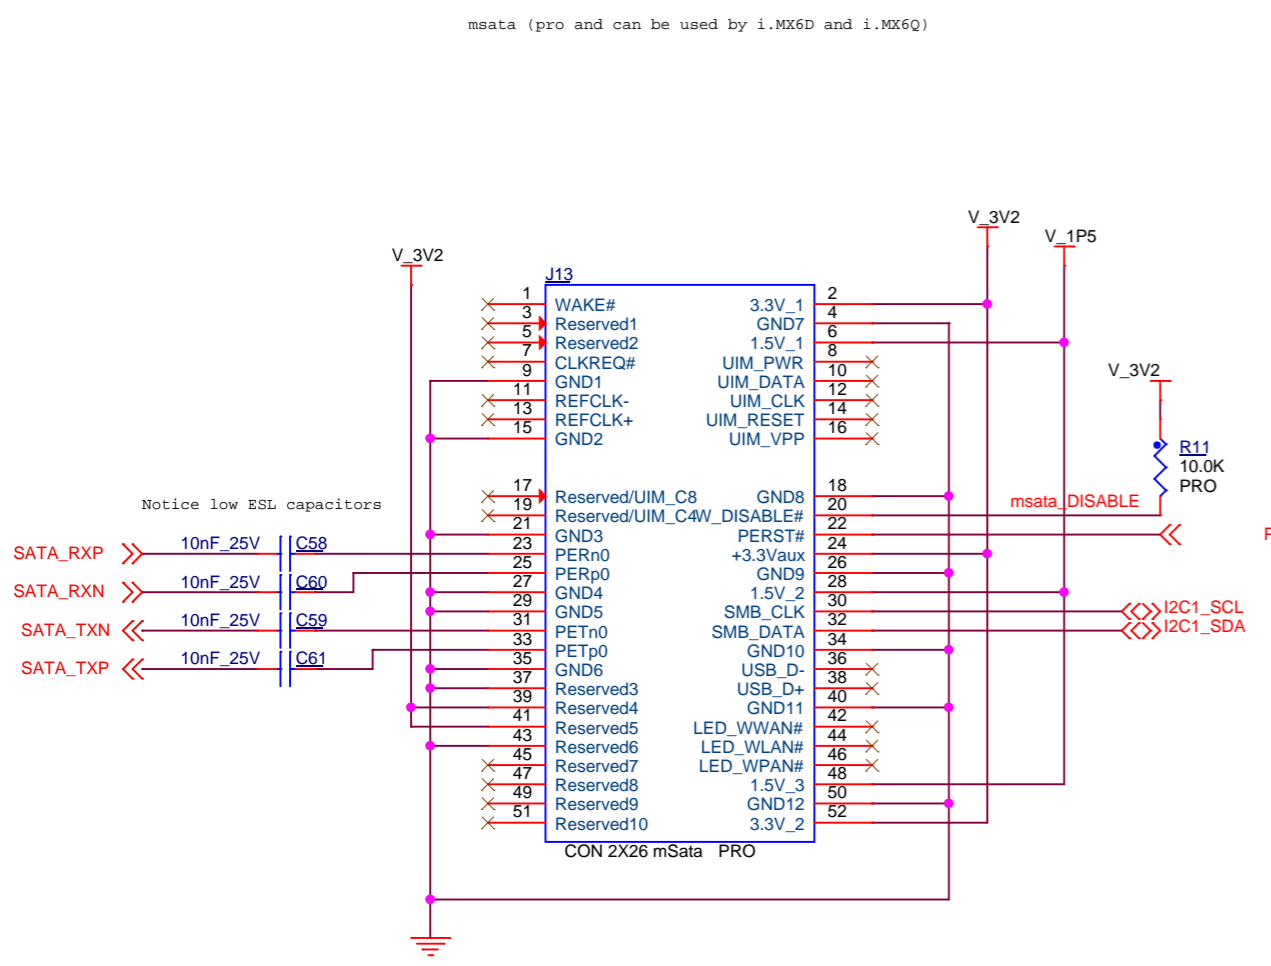 msata (pro and can be used by i.MX6D and i.MX6Q)
V_3V2
V_1P5
V_3V2
J13
1 WAKE# 3.3V_1 2
3 Reserved1 GND7 4
5 Reserved2 1.5V_1 6
7 CLKREQ# UIM_PWR 8
9 GND1 UIM_DATA 10
11 REFCLK- UIM_CLK 12
13 REFCLK+ UIM_RESET 14
15 GND2 UIM_VPP 16
V_3V2
R11
10.0K
PRO
17 Reserved/UIM_C8 GND8 18
19 Reserved/UIM_C4W_DISABLE# 20 msata_DISABLE
Notice low ESL capacitors
21 GND3 PERST# 22 F
SATA_RXP 10nF_25V C58 23 PERn0 +3.3Vaux 24
25 PERp0 GND9 26
SATA_RXN 10nF_25V C60 27 GND4 1.5V_2 28
29 GND5 SMB_CLK 30 I2C1_SCL
SATA_TXN 10nF_25V C59 31 PETn0 SMB_DATA 32 I2C1_SDA
33 PETp0 GND10 34
SATA_TXP 10nF_25V C61 35 GND6 USB_D- 36
37 Reserved3 USB_D+ 38
39 Reserved4 GND11 40
41 Reserved5 LED_WWAN# 42
43 Reserved6 LED_WLAN# 44
45 Reserved7 LED_WPAN# 46
47 Reserved8 1.5V_3 48
49 Reserved9 GND12 50
51 Reserved10 3.3V_2 52
CON 2X26 mSata PRO